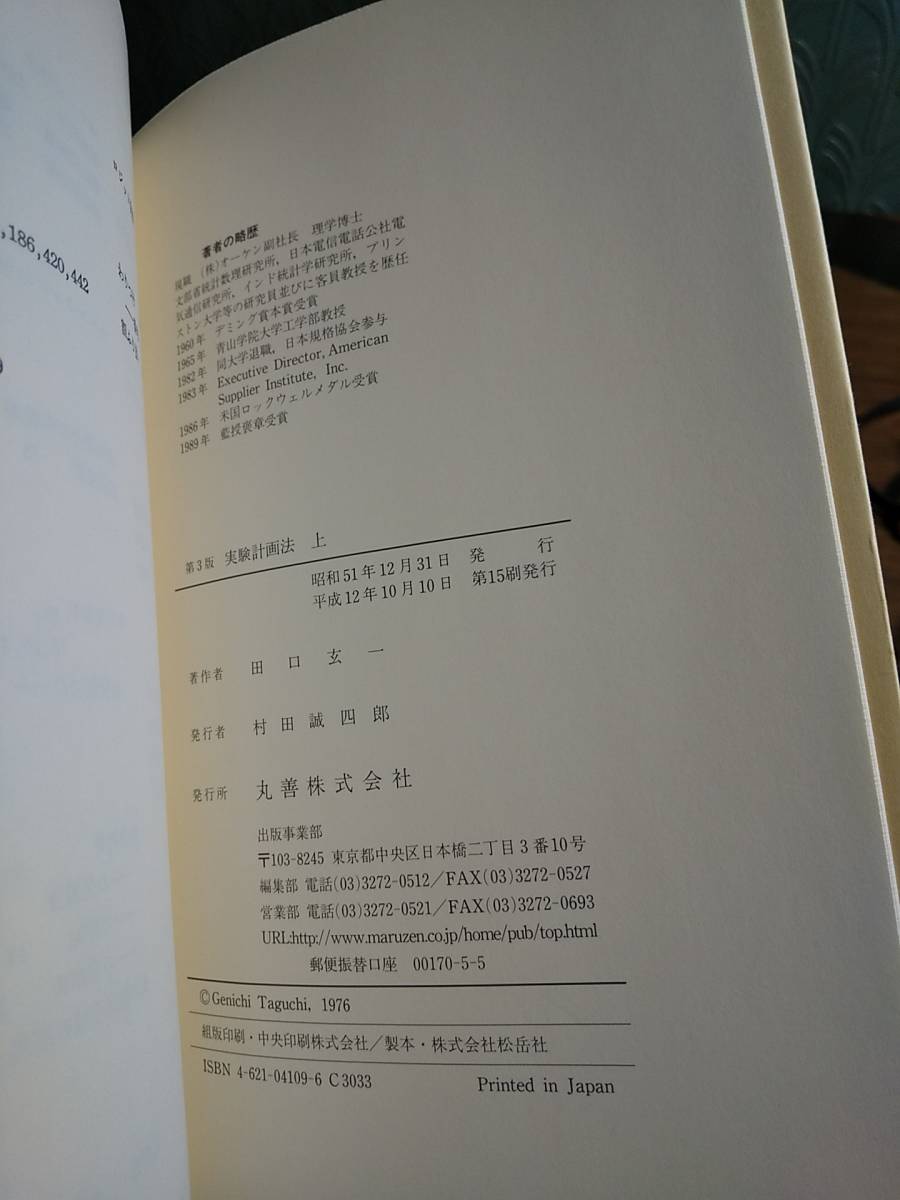 ,186,420,442
著者の略歴
現職 (株)オーケン副社長 理学博士
文部省統計数理研究所，日本電信電話公社電
気通信研究所，インド統計学研究所，プリン
ストン大学等の研究員並びに客員教授を歴任
1960年 デミング賞本賞受賞
1965年 青山学院大学工学部教授
1982年 同大学退職，日本規格協会参与
1983年 Executive Director, American
Supplier Institute, Inc.
1986年 米国ロックウェルメダル受賞
1989年 藍授褒章受賞
第3版 実験計画法 上
昭和51年12月31日 発 行
平成12年10月10日 第15刷発行
著作者 田 口 玄 一
発行者 村 田 誠 四 郎
発行所 丸善株式会社
出版事業部
〒103-8245 東京都中央区日本橋二丁目3番10号
編集部 電話(03)3272-0512／FAX(03)3272-0527
営業部 電話(03)3272-0521／FAX(03)3272-0693
URL:http://www.maruzen.co.jp/home/pub/top.html
郵便振替口座 00170-5-5
©Genichi Taguchi, 1976
組版印刷・中央印刷株式会社／製本・株式会社松岳社
ISBN 4-621-04109-6 C3033
Printed in Japan